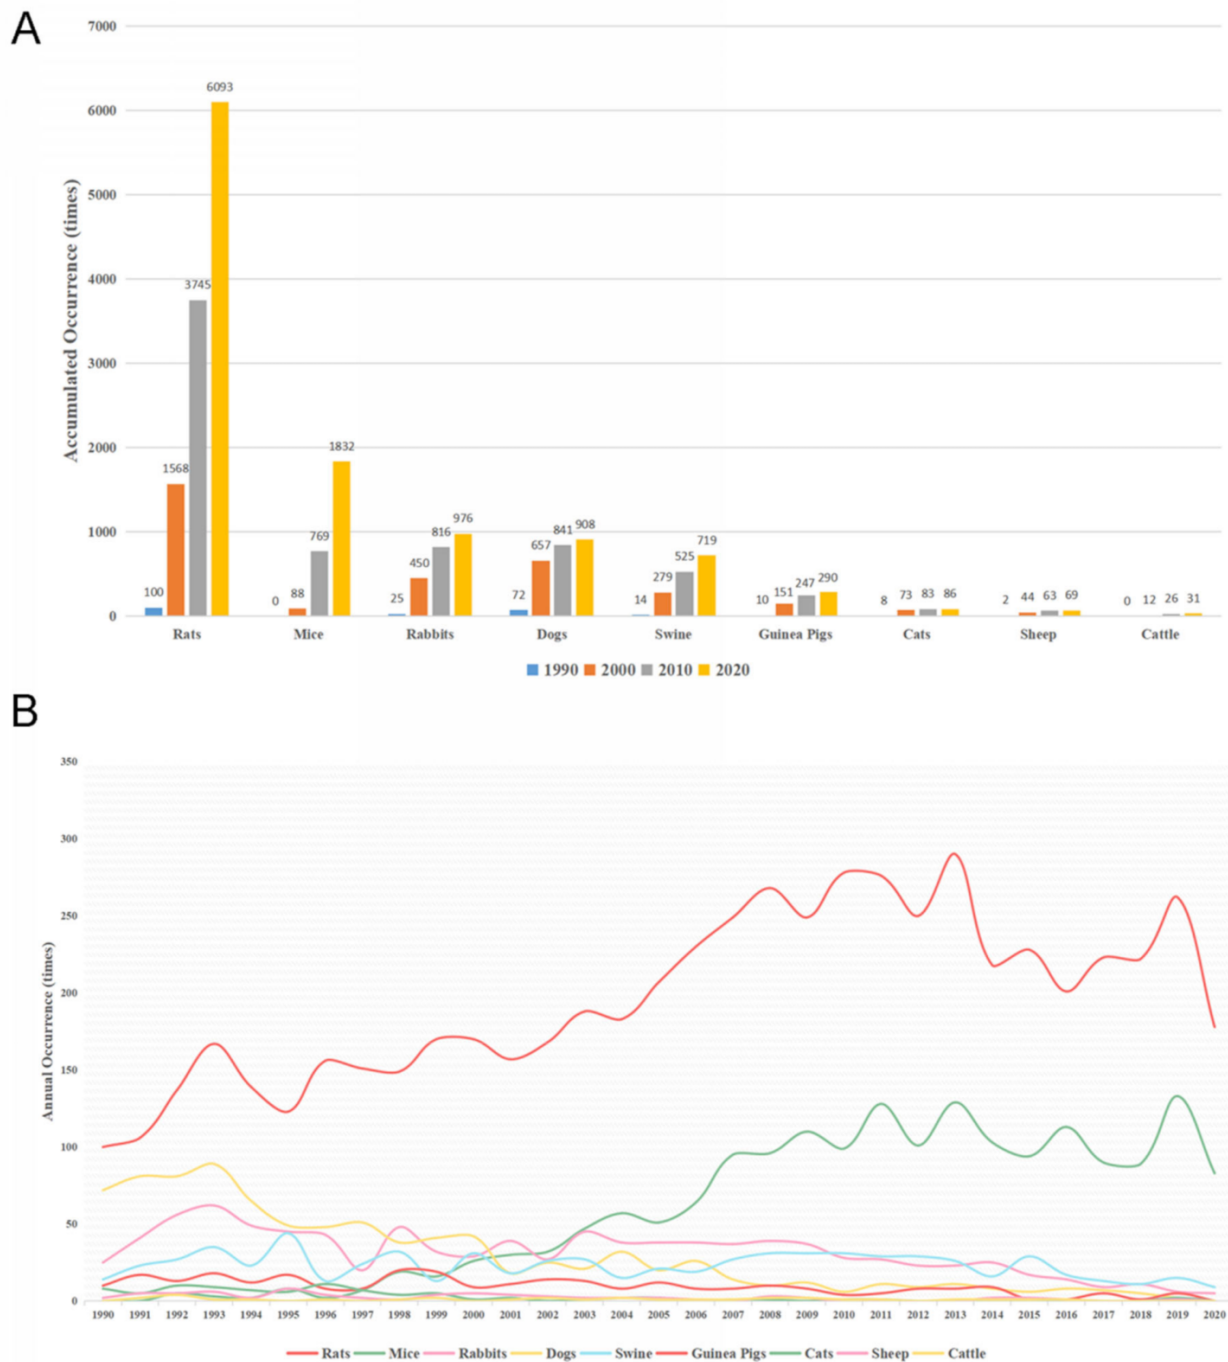 A
7000
6000
5000
4000
3000
2000
1000
0
Accumulated Occurrence (times)
100 1568 3745 6093
0 88 769 1832
25 450 816 976
72 657 841 908
14 279 525 719
10 151 247 290
8 73 83 86
2 44 63 69
0 12 26 31
Rats Mice Rabbits Dogs Swine Guinea Pigs Cats Sheep Cattle
1990 2000 2010 2020
B
350
300
250
200
150
100
50
0
Annual Occurrence (times)
1990 1991 1992 1993 1994 1995 1996 1997 1998 1999 2000 2001 2002 2003 2004 2005 2006 2007 2008 2009 2010 2011 2012 2013 2014 2015 2016 2017 2018 2019 2020
Rats Mice Rabbits Dogs Swine Guinea Pigs Cats Sheep Cattle